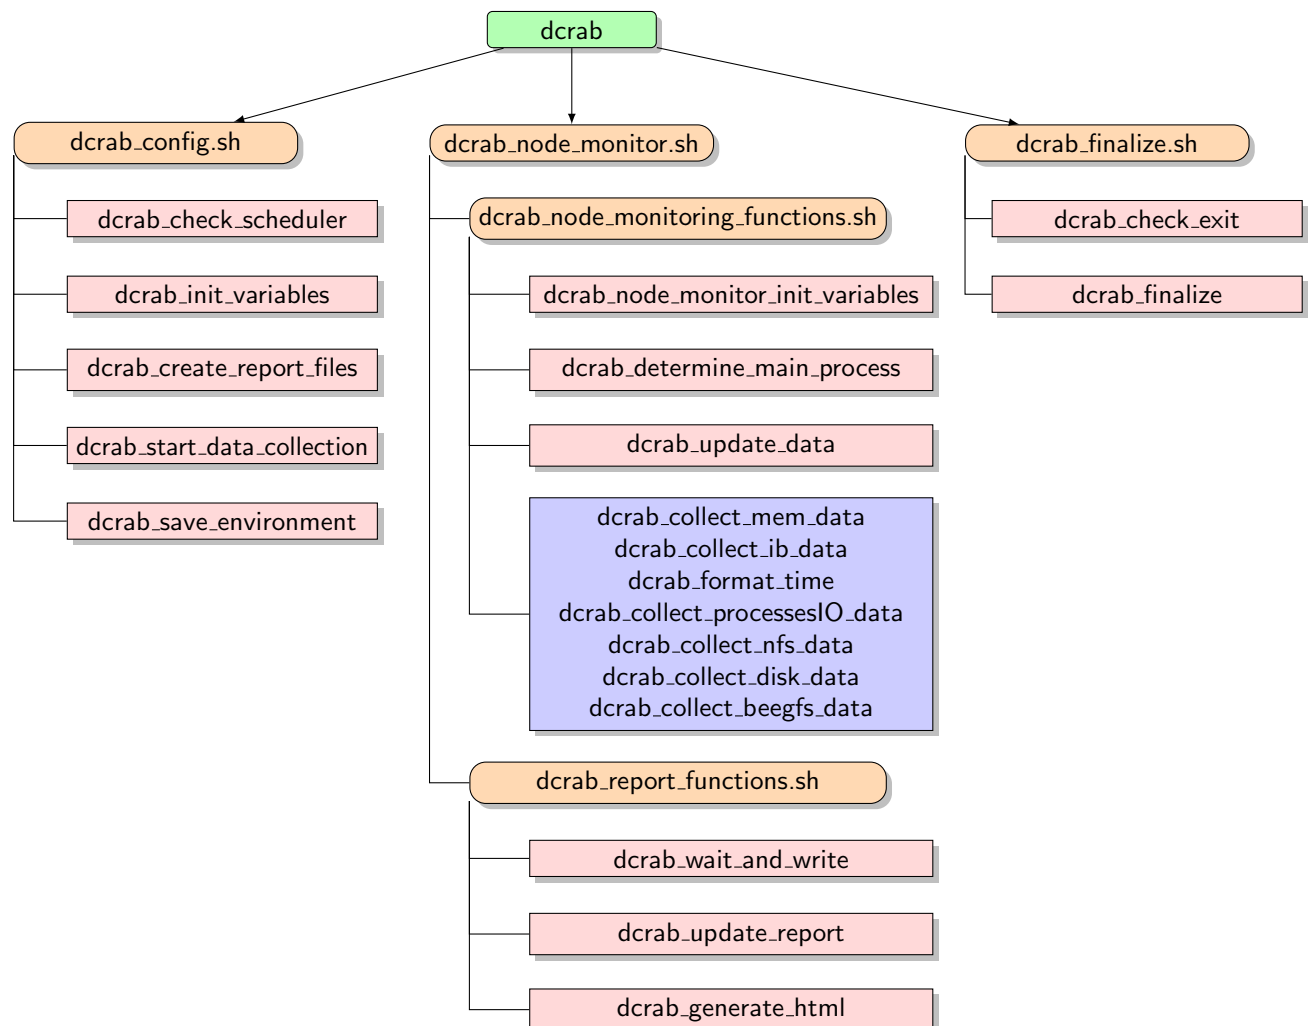 dcrab
dcrab_config.sh
dcrab_check_scheduler
dcrab_init_variables
dcrab_create_report_files
dcrab_start_data_collection
dcrab_save_environment
dcrab_node_monitor.sh
dcrab_node_monitoring_functions.sh
dcrab_node_monitor_init_variables
dcrab_determine_main_process
dcrab_update_data
dcrab_collect_mem_data
dcrab_collect_ib_data
dcrab_format_time
dcrab_collect_processesIO_data
dcrab_collect_nfs_data
dcrab_collect_disk_data
dcrab_collect_beegfs_data
dcrab_report_functions.sh
dcrab_wait_and_write
dcrab_update_report
dcrab_generate_html
dcrab_finalize.sh
dcrab_check_exit
dcrab_finalize